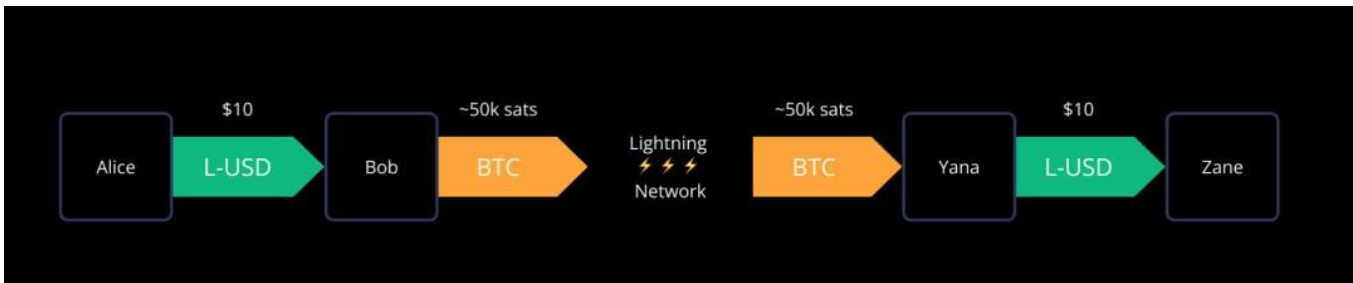 $10
~50k sats
~50k sats
$10
Alice
L-USD
Bob
BTC
Lightning
⚡⚡⚡
Network
BTC
Yana
L-USD
Zane